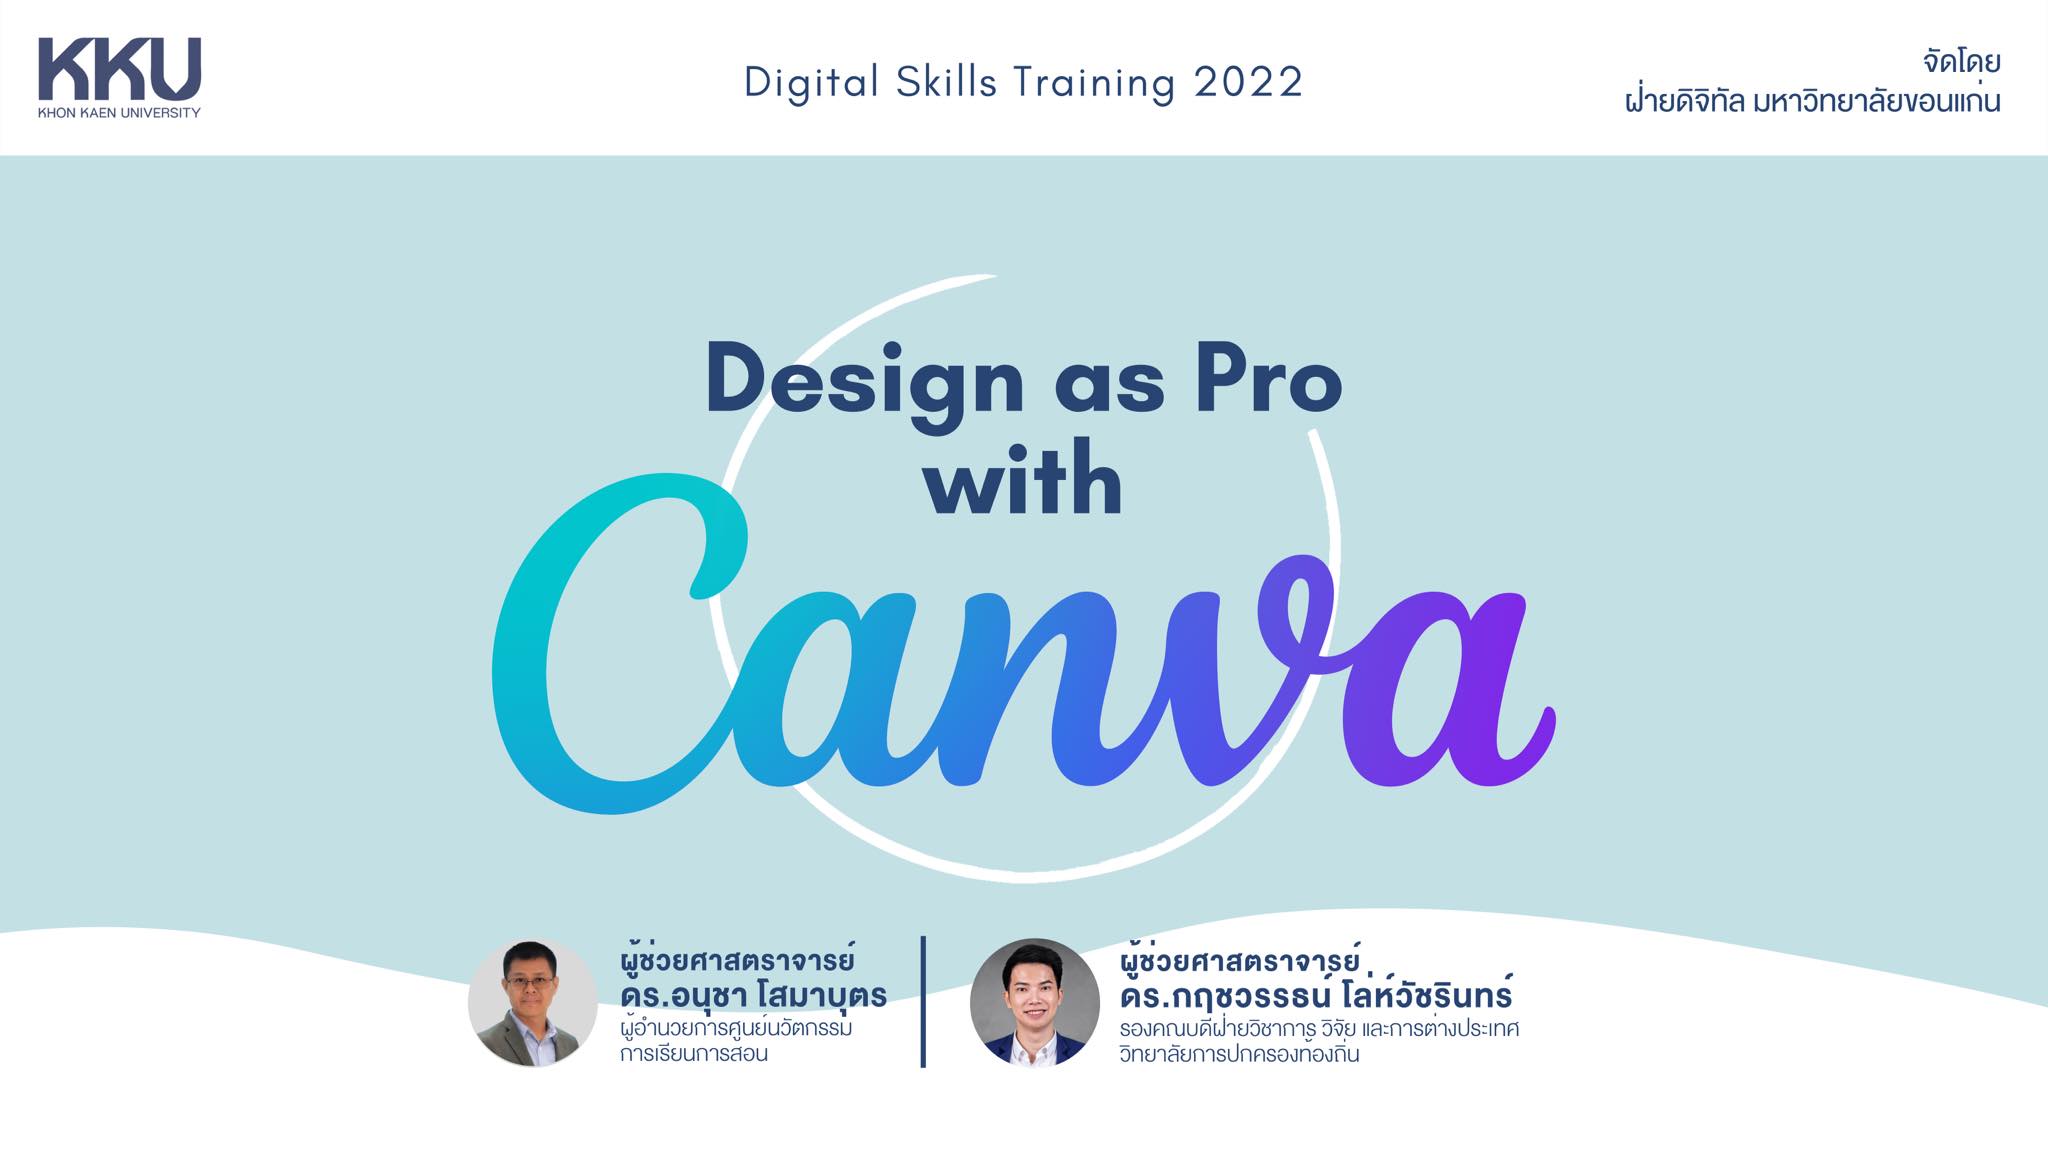 KKU
KHON KAEN UNIVERSITY
Digital Skills Training 2022
จัดโดย
ฝ่ายดิจิทัล มหาวิทยาลัยขอนแก่น
Design as Pro
with
Canva
ผู้ช่วยศาสตราจารย์
ดร.อนุชา โสมาบุตร
ผู้อำนวยการศูนย์นวัตกรรม
การเรียนการสอน
ผู้ช่วยศาสตราจารย์
ดร.กฤชวรรธน์ โล่ห์วัชรินทร์
รองคณบดีฝ่ายวิชาการ วิจัย และการต่างประเทศ
วิทยาลัยการปกครองท้องถิ่น